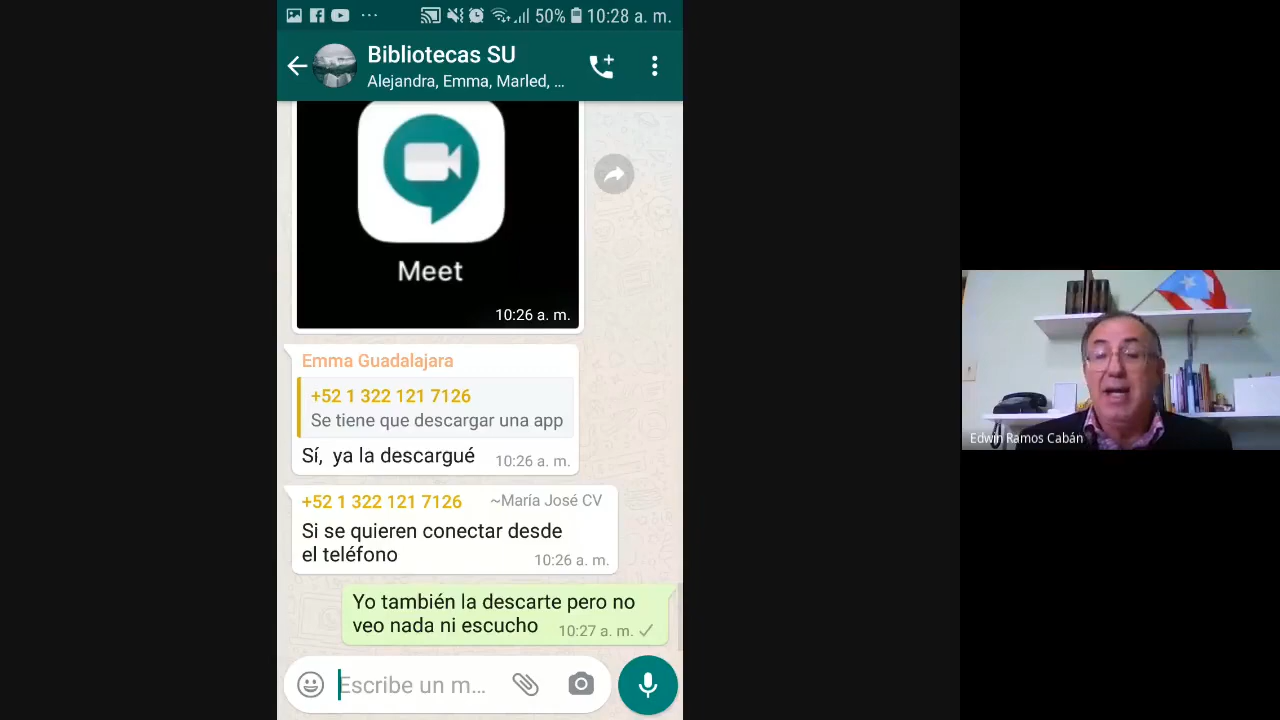 50% 10:28 a. m.
Bibliotecas SU
Alejandra, Emma, Marled, ...
Meet
10:26 a. m.
Emma Guadalajara
+52 1 322 121 7126
Se tiene que descargar una app
Sí, ya la descargué 10:26 a. m.
+52 1 322 121 7126 ~María José CV
Si se quieren conectar desde
el teléfono 10:26 a. m.
Yo también la descarte pero no
veo nada ni escucho 10:27 a. m.
Escribe un m...
Edwin Ramos Cabán